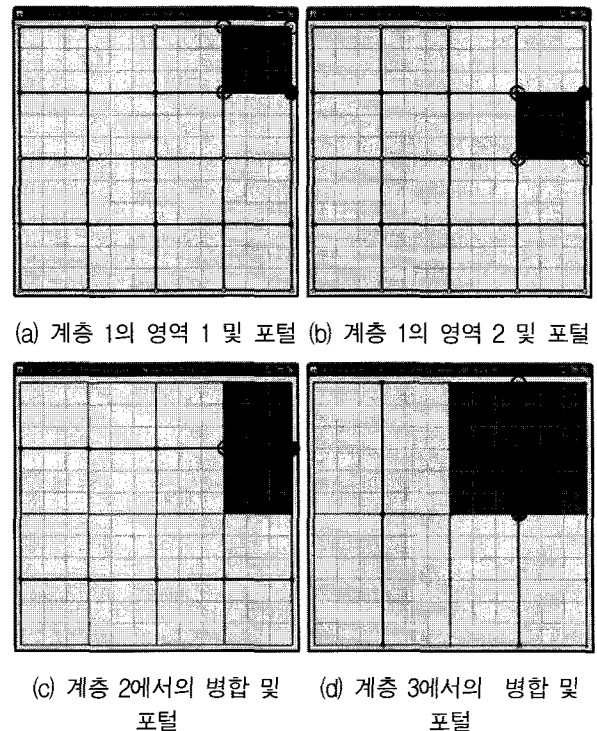 (a) 계층 1의 영역 1 및 포털
(b) 계층 1의 영역 2 및 포털
(c) 계층 2에서의 병합 및
포털
(d) 계층 3에서의 병합 및
포털